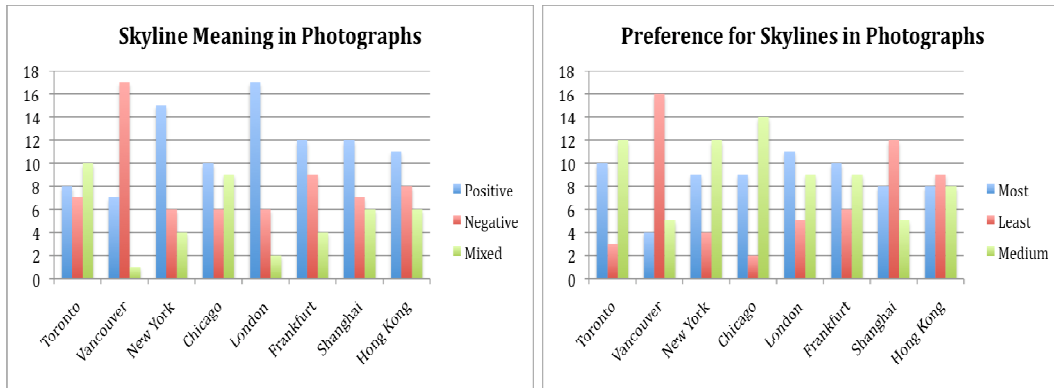 Skyline Meaning in Photographs
18
16
14
12
10
8
6
4
2
0
Toronto
Vancouver
New York
Chicago
London
Frankfurt
Shanghai
Hong Kong
Positive
Negative
Mixed
Preference for Skylines in Photographs
18
16
14
12
10
8
6
4
2
0
Toronto
Vancouver
New York
Chicago
London
Frankfurt
Shanghai
Hong Kong
Most
Least
Medium